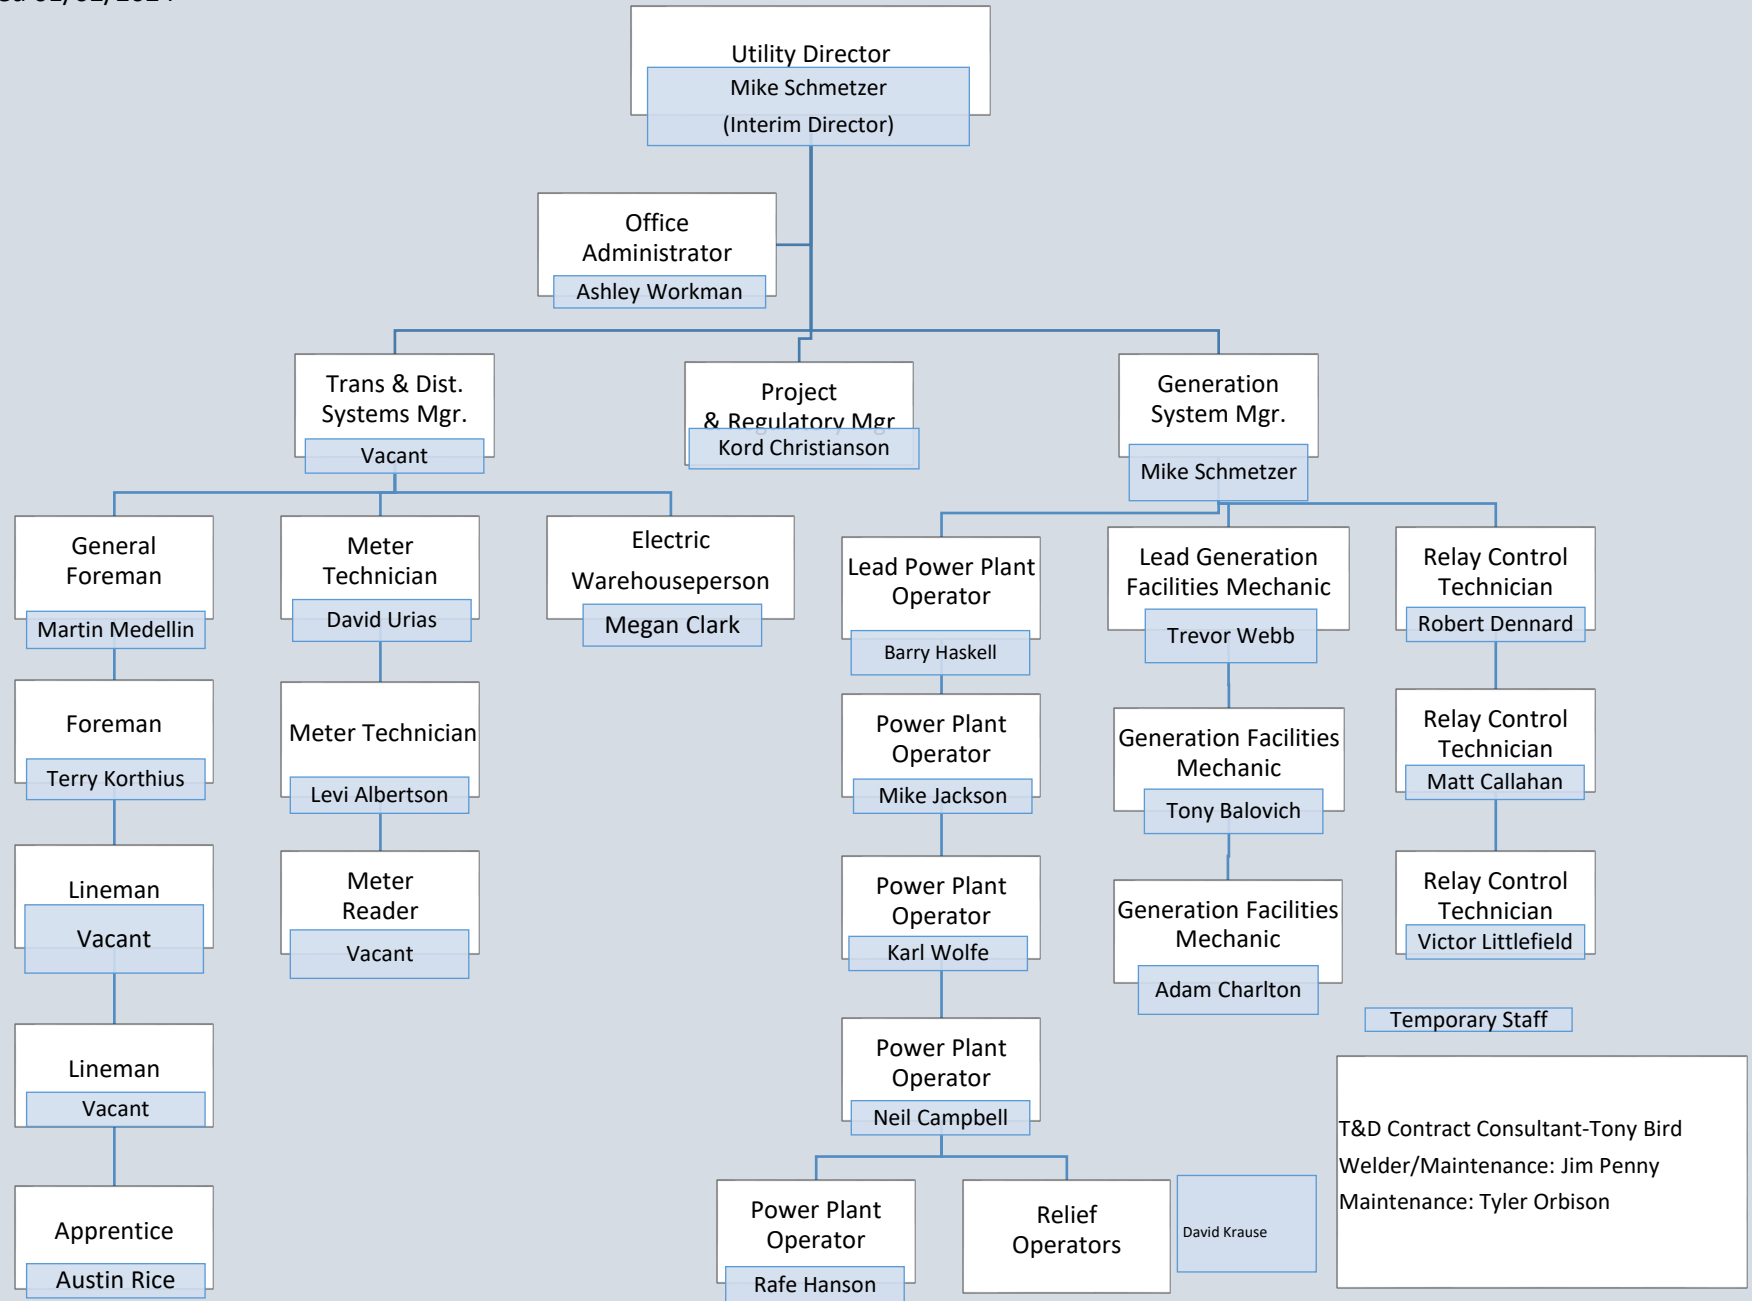 01/02/2024
Utility Director
Mike Schmetzer
(Interim Director)
Office
Administrator
Ashley Workman
Trans & Dist.
Systems Mgr.
Vacant
Project
& Regulatory Mgr
Kord Christianson
Generation
System Mgr.
Mike Schmetzer
General
Foreman
Martin Medellin
Meter
Technician
David Urias
Electric
Warehouseperson
Megan Clark
Lead Power Plant
Operator
Barry Haskell
Lead Generation
Facilities Mechanic
Trevor Webb
Relay Control
Technician
Robert Dennard
Foreman
Terry Korthius
Meter Technician
Levi Albertson
Power Plant
Operator
Mike Jackson
Generation Facilities
Mechanic
Tony Balovich
Relay Control
Technician
Matt Callahan
Lineman
Vacant
Meter
Reader
Vacant
Power Plant
Operator
Karl Wolfe
Generation Facilities
Mechanic
Adam Charlton
Relay Control
Technician
Victor Littlefield
Lineman
Vacant
Power Plant
Operator
Neil Campbell
Temporary Staff
T&D Contract Consultant-Tony Bird
Welder/Maintenance: Jim Penny
Maintenance: Tyler Orbison
Apprentice
Austin Rice
Power Plant
Operator
Rafe Hanson
Relief
Operators
David Krause